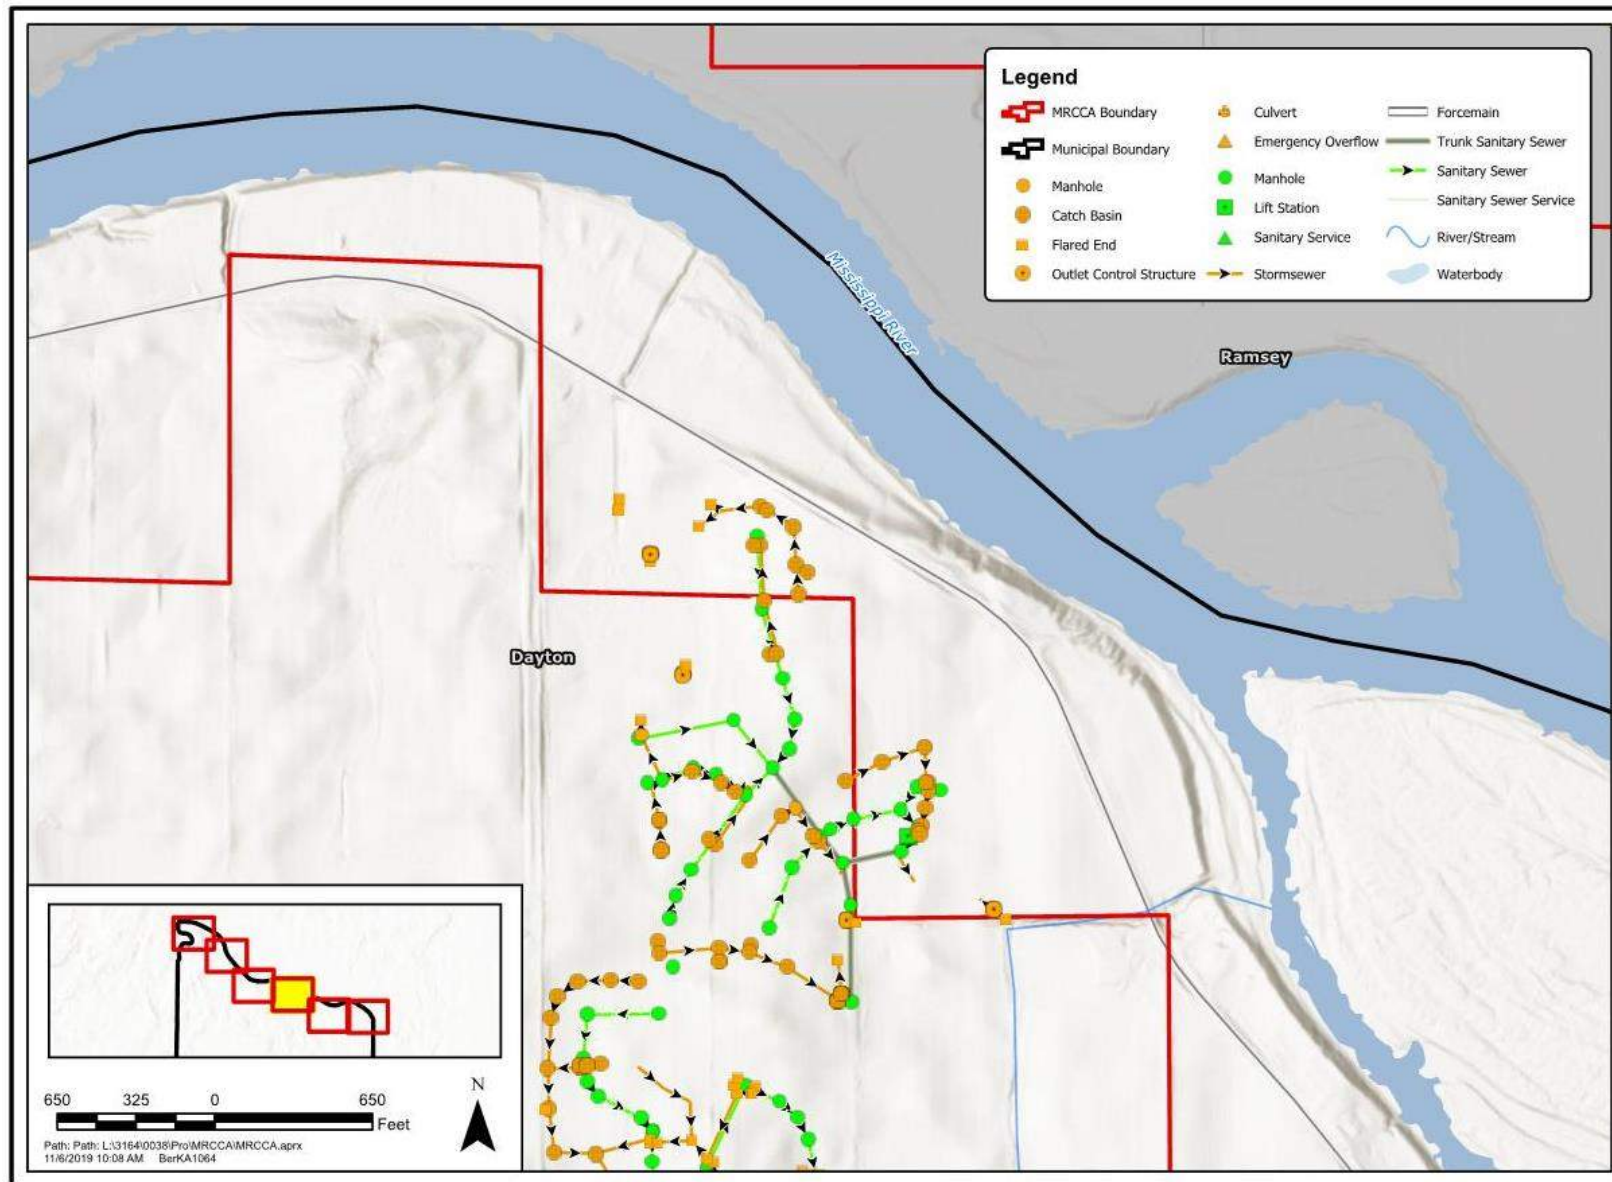 Legend
MRCCA Boundary
Municipal Boundary
Manhole
Catch Basin
Flared End
Outlet Control Structure
Culvert
Emergency Overflow
Manhole
Lift Station
Sanitary Service
Stormsewer
Forcemain
Trunk Sanitary Sewer
Sanitary Sewer
Sanitary Sewer Service
River/Stream
Waterbody
Mississippi River
Ramsey
Dayton
650 325 0 650
Feet
N
Path: Path: L:\3164\0038\Pro\MRCCA\MRCCA.aprx
11/6/2019 10:08 AM BerKA1064